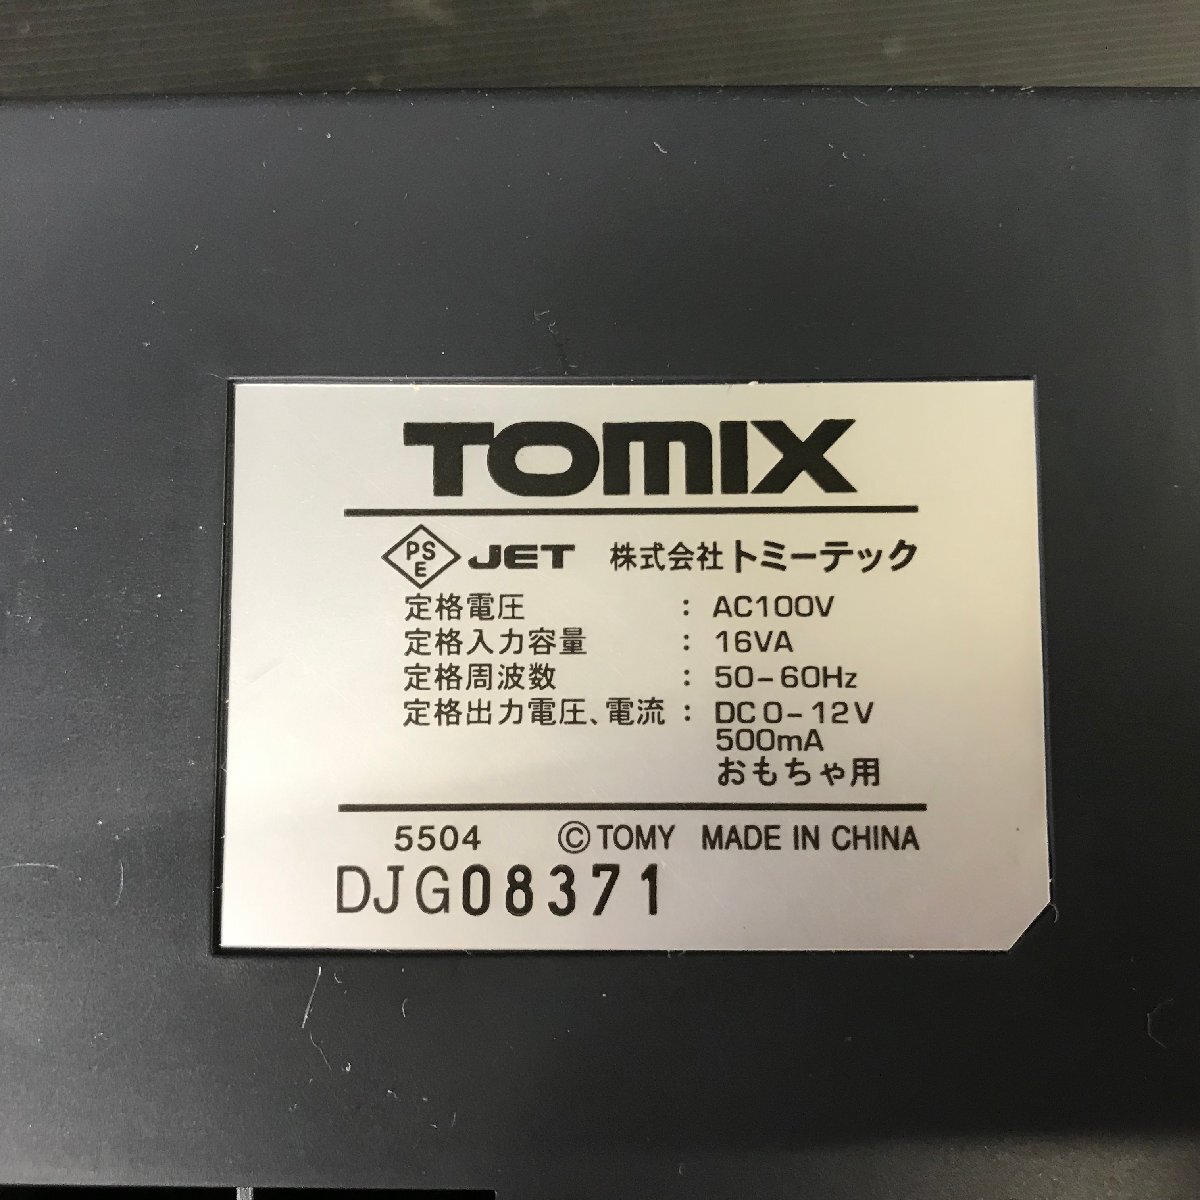 TOMIX
PSE JET 株式会社トミーテック
定格電圧 : AC100V
定格入力容量 : 16VA
定格周波数 : 50-60Hz
定格出力電圧、電流 : DC0-12V
500mA
おもちゃ用
5504 ©TOMY MADE IN CHINA
DJG08371